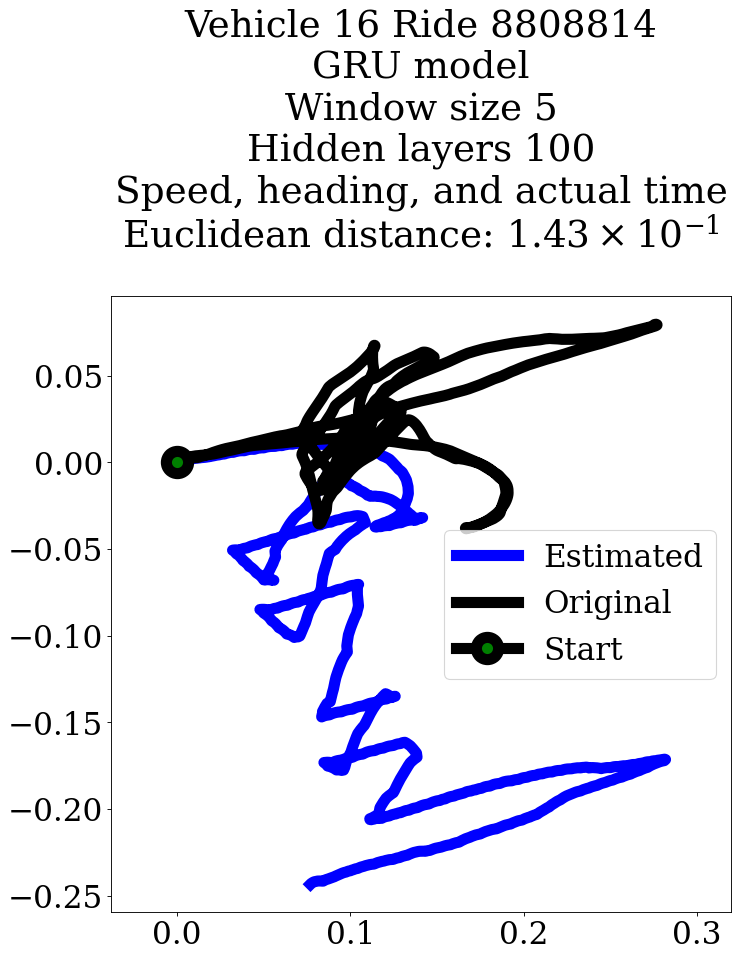 Vehicle 16 Ride 8808814
GRU model
Window size 5
Hidden layers 100
Speed, heading, and actual time
Euclidean distance: 1.43 × 10⁻¹
0.05
0.00
−0.05
−0.10
−0.15
−0.20
−0.25
Estimated
Original
Start
0.0 0.1 0.2 0.3